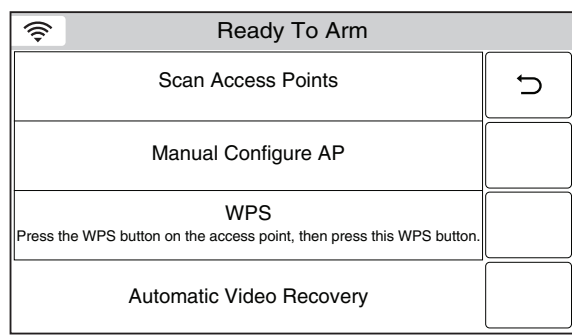 Ready To Arm
Scan Access Points
Manual Configure AP
WPS
Press the WPS button on the access point, then press this WPS button.
Automatic Video Recovery